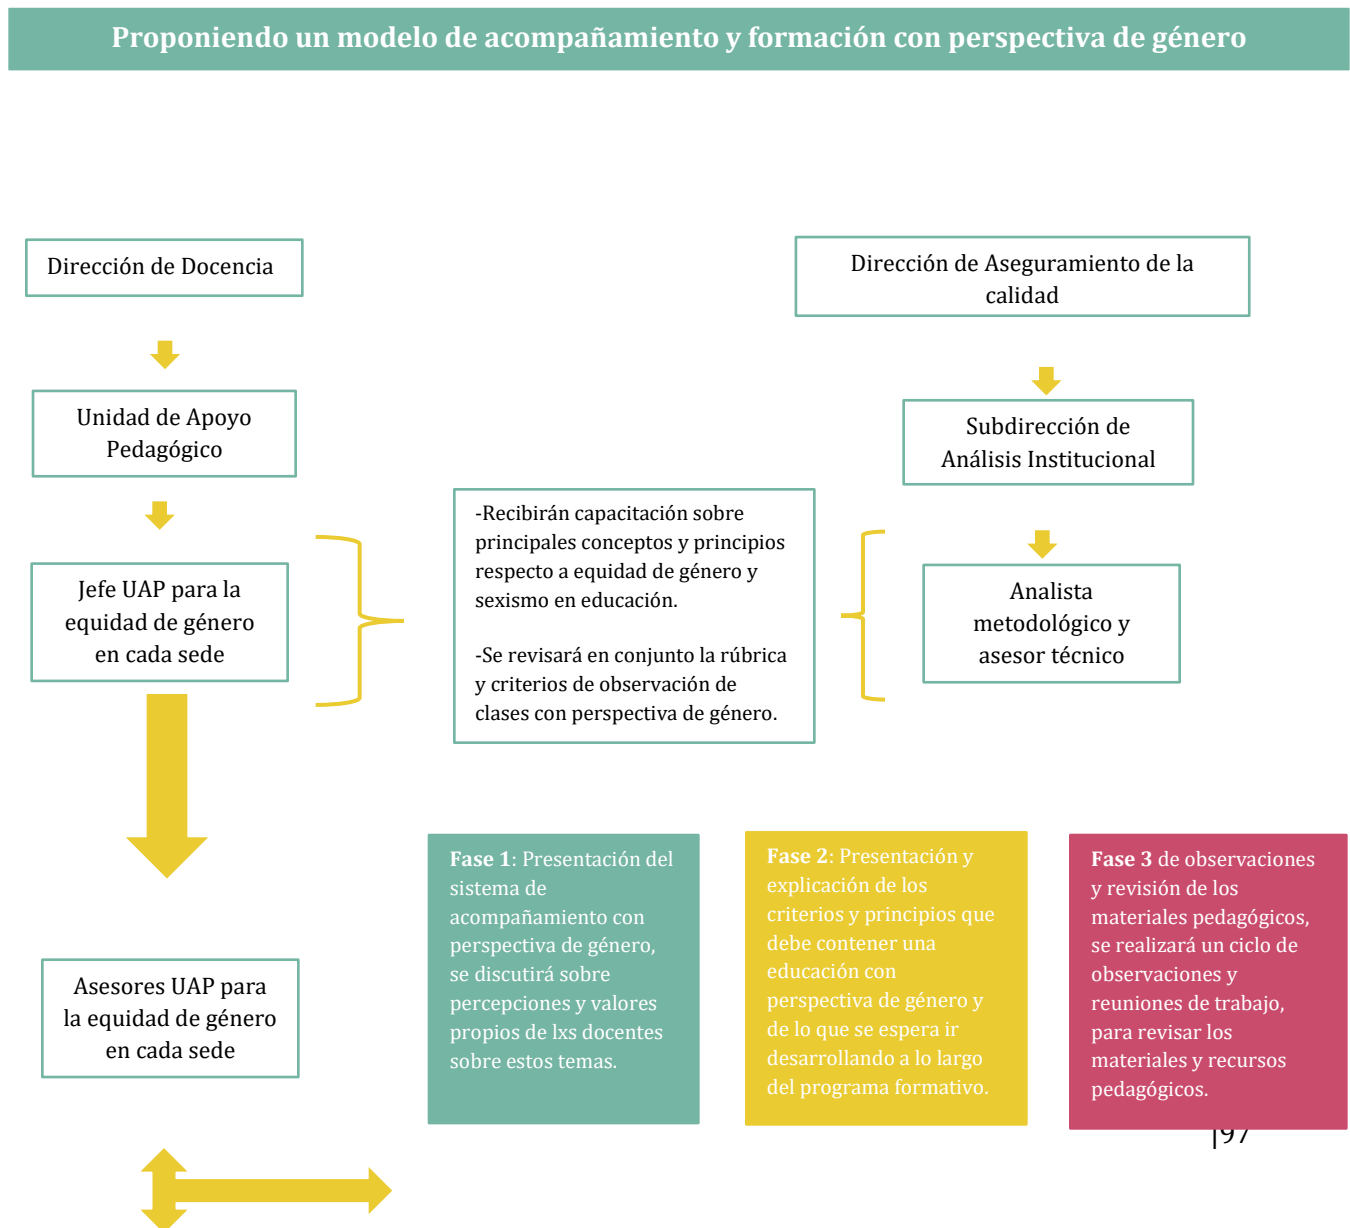 Proponiendo un modelo de acompañamiento y formación con perspectiva de género
Dirección de Docencia
Dirección de Aseguramiento de la
calidad
Unidad de Apoyo
Pedagógico
Subdirección de
Análisis Institucional
Jefe UAP para la
equidad de género
en cada sede
-Recibirán capacitación sobre
principales conceptos y principios
respecto a equidad de género y
sexismo en educación.
-Se revisará en conjunto la rúbrica
y criterios de observación de
clases con perspectiva de género.
Analista
metodológico y
asesor técnico
Asesores UAP para
la equidad de género
en cada sede
Fase 1: Presentación del
sistema de
acompañamiento con
perspectiva de género,
se discutirá sobre
percepciones y valores
propios de lxs docentes
sobre estos temas.
Fase 2: Presentación y
explicación de los
criterios y principios que
debe contener una
educación con
perspectiva de género y
de lo que se espera ir
desarrollando a lo largo
del programa formativo.
Fase 3 de observaciones
y revisión de los
materiales pedagógicos,
se realizará un ciclo de
observaciones y
reuniones de trabajo,
para revisar los
materiales y recursos
pedagógicos.
|97